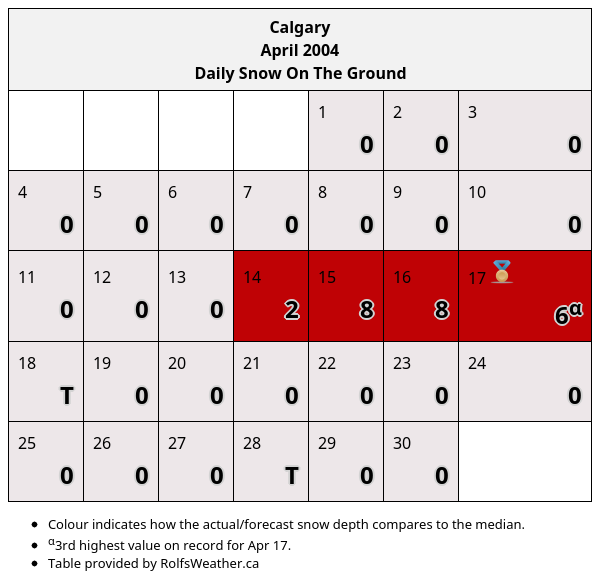 Calgary
April 2004
Daily Snow On The Ground
1 2 3
0 0 0
4 5 6 7 8 9 10
0 0 0 0 0 0 0
11 12 13 14 15 16 17
0 0 0 2 8 8 6α
18 19 20 21 22 23 24
T 0 0 0 0 0 0
25 26 27 28 29 30
0 0 0 T 0 0
• Colour indicates how the actual/forecast snow depth compares to the median.
• α3rd highest value on record for Apr 17.
• Table provided by RolfsWeather.ca